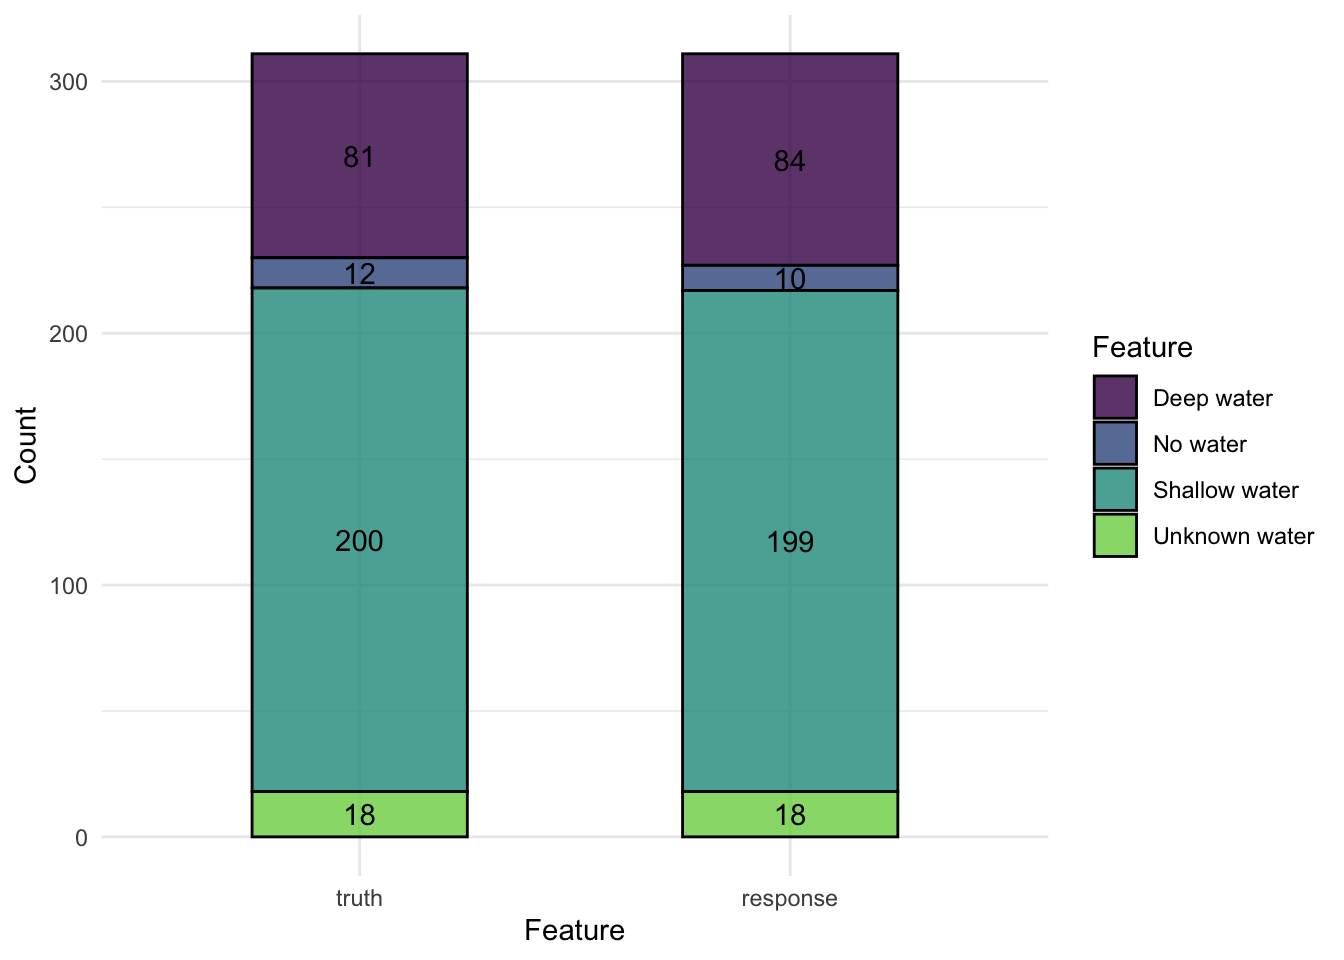 300
200
100
0
Count
81
12
200
18
84
10
199
18
truth
response
Feature
Feature
Deep water
No water
Shallow water
Unknown water